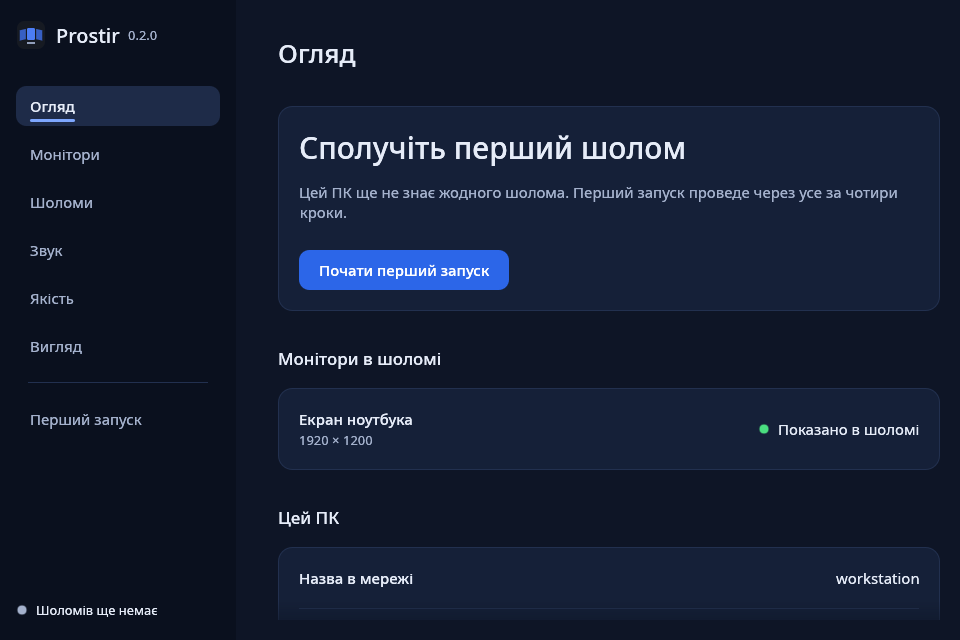 Prostir 0.2.0
Огляд
Монітори
Шоломи
Звук
Якість
Вигляд
Перший запуск
Шоломів ще немає
Огляд
Сполучіть перший шолом
Цей ПК ще не знає жодного шолома. Перший запуск проведе через усе за чотири
кроки.
Почати перший запуск
Монітори в шоломі
Екран ноутбука
1920 × 1200
Показано в шоломі
Цей ПК
Назва в мережі
workstation